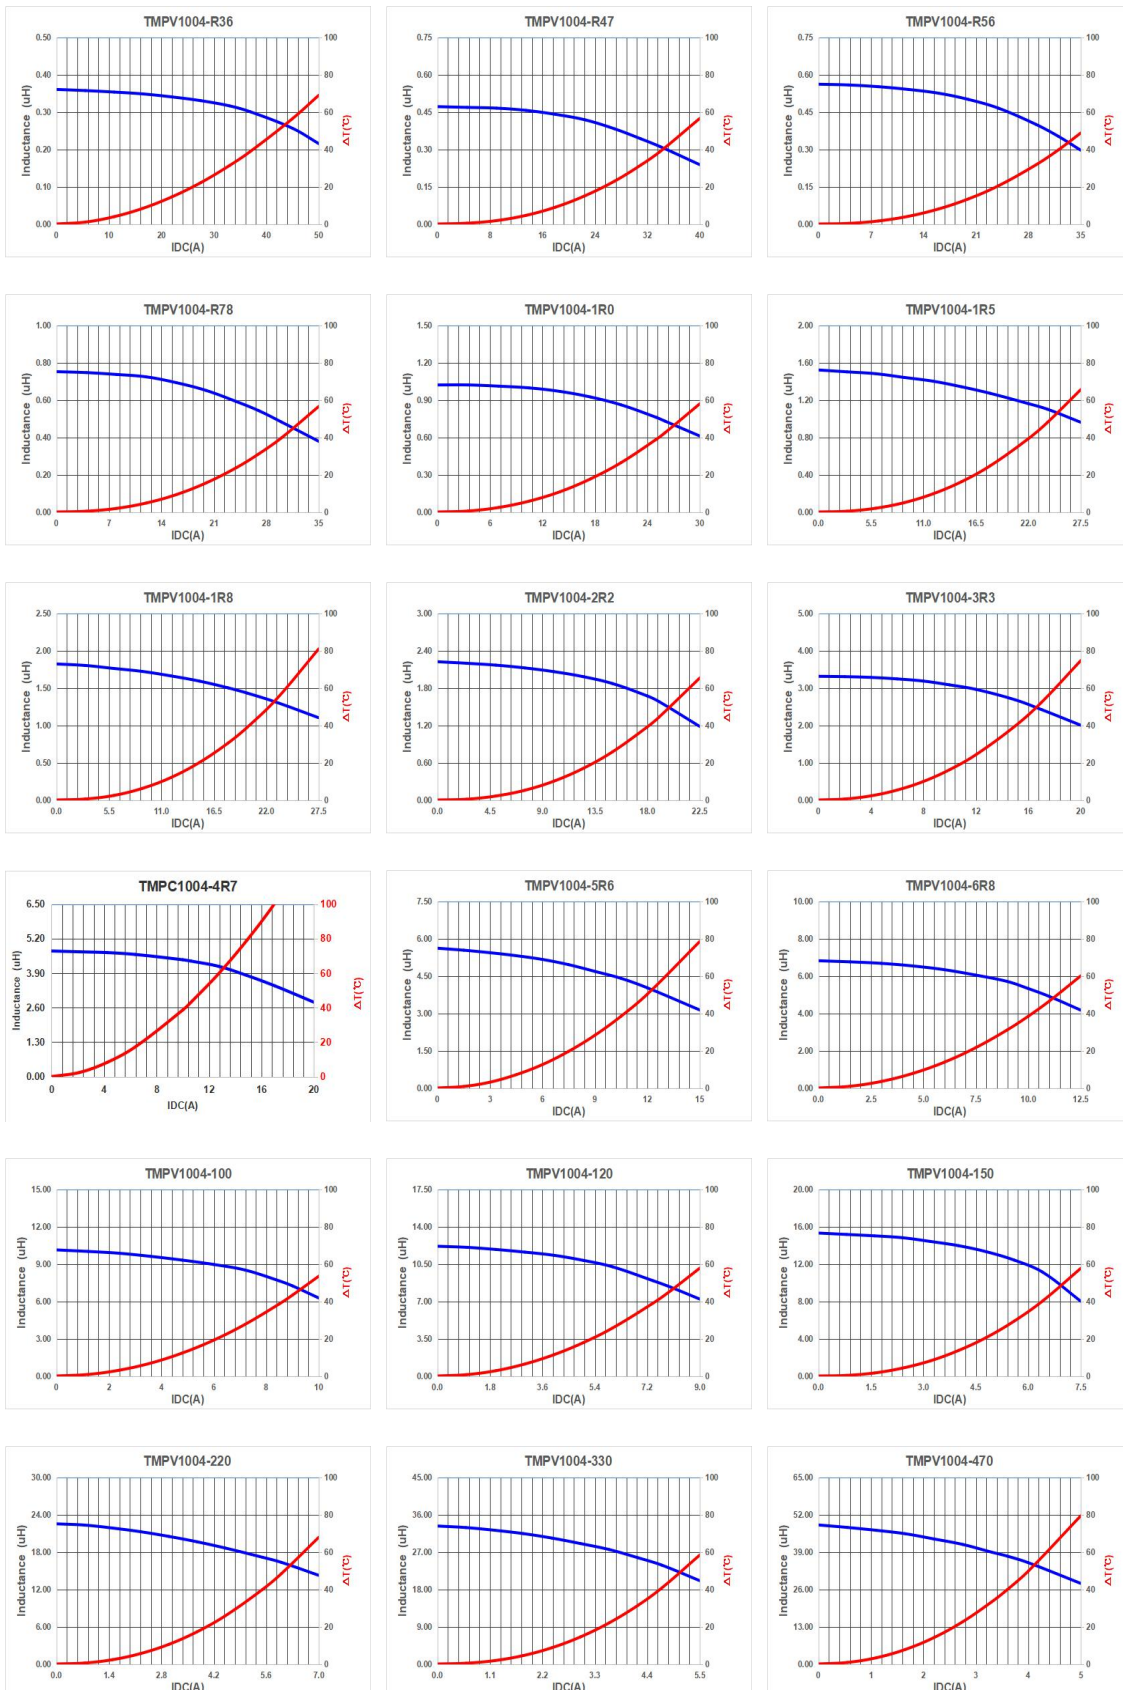 TMPV1004-R36
0.50 100
0.40 80
0.30 60
0.20 40
0.10 20
0.00 0
Inductance (uH)
△T(℃)
0 10 20 30 40 50
IDC(A)
TMPV1004-R47
0.75 100
0.60 80
0.45 60
0.30 40
0.15 20
0.00 0
Inductance (uH)
△T(℃)
0 8 16 24 32 40
IDC(A)
TMPV1004-R56
0.75 100
0.60 80
0.45 60
0.30 40
0.15 20
0.00 0
Inductance (uH)
△T(℃)
0 7 14 21 28 35
IDC(A)
TMPV1004-R78
1.00 100
0.80 80
0.60 60
0.40 40
0.20 20
0.00 0
Inductance (uH)
△T(℃)
0 7 14 21 28 35
IDC(A)
TMPV1004-1R0
1.50 100
1.20 80
0.90 60
0.60 40
0.30 20
0.00 0
Inductance (uH)
△T(℃)
0 6 12 18 24 30
IDC(A)
TMPV1004-1R5
2.00 100
1.60 80
1.20 60
0.80 40
0.40 20
0.00 0
Inductance (uH)
△T(℃)
0.0 5.5 11.0 16.5 22.0 27.5
IDC(A)
TMPV1004-1R8
2.50 100
2.00 80
1.50 60
1.00 40
0.50 20
0.00 0
Inductance (uH)
△T(℃)
0.0 5.5 11.0 16.5 22.0 27.5
IDC(A)
TMPV1004-2R2
3.00 100
2.40 80
1.80 60
1.20 40
0.60 20
0.00 0
Inductance (uH)
△T(℃)
0.0 4.5 9.0 13.5 18.0 22.5
IDC(A)
TMPV1004-3R3
5.00 100
4.00 80
3.00 60
2.00 40
1.00 20
0.00 0
Inductance (uH)
△T(℃)
0 4 8 12 16 20
IDC(A)
TMPC1004-4R7
6.50 100
5.20 80
3.90 60
2.60 40
1.30 20
0.00 0
Inductance (uH)
△T(℃)
0 4 8 12 16 20
IDC(A)
TMPV1004-5R6
7.50 100
6.00 80
4.50 60
3.00 40
1.50 20
0.00 0
Inductance (uH)
△T(℃)
0 3 6 9 12 15
IDC(A)
TMPV1004-6R8
10.00 100
8.00 80
6.00 60
4.00 40
2.00 20
0.00 0
Inductance (uH)
△T(℃)
0.0 2.5 5.0 7.5 10.0 12.5
IDC(A)
TMPV1004-100
15.00 100
12.00 80
9.00 60
6.00 40
3.00 20
0.00 0
Inductance (uH)
△T(℃)
0 2 4 6 8 10
IDC(A)
TMPV1004-120
17.50 100
14.00 80
10.50 60
7.00 40
3.50 20
0.00 0
Inductance (uH)
△T(℃)
0.0 1.8 3.6 5.4 7.2 9.0
IDC(A)
TMPV1004-150
20.00 100
16.00 80
12.00 60
8.00 40
4.00 20
0.00 0
Inductance (uH)
△T(℃)
0.0 1.5 3.0 4.5 6.0 7.5
IDC(A)
TMPV1004-220
30.00 100
24.00 80
18.00 60
12.00 40
6.00 20
0.00 0
Inductance (uH)
△T(℃)
0.0 1.4 2.8 4.2 5.6 7.0
IDC(A)
TMPV1004-330
45.00 100
36.00 80
27.00 60
18.00 40
9.00 20
0.00 0
Inductance (uH)
△T(℃)
0.0 1.1 2.2 3.3 4.4 5.5
IDC(A)
TMPV1004-470
65.00 100
52.00 80
39.00 60
26.00 40
13.00 20
0.00 0
Inductance (uH)
△T(℃)
0 1 2 3 4 5
IDC(A)